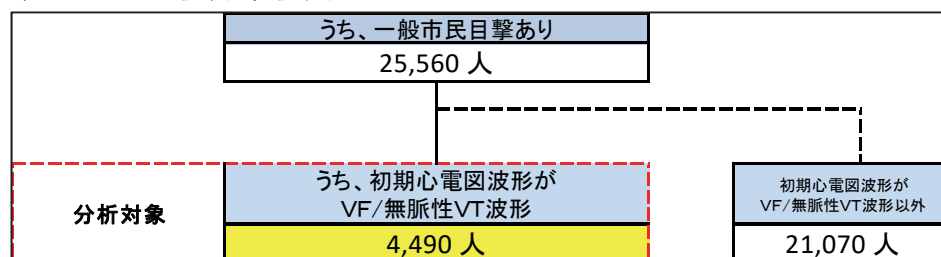 うち、一般市民目撃あり
25,560 人
うち、初期心電図波形が
VF/無脈性VT波形
初期心電図波形が
VF/無脈性VT波形以外
分析対象
4,490 人
21,070 人